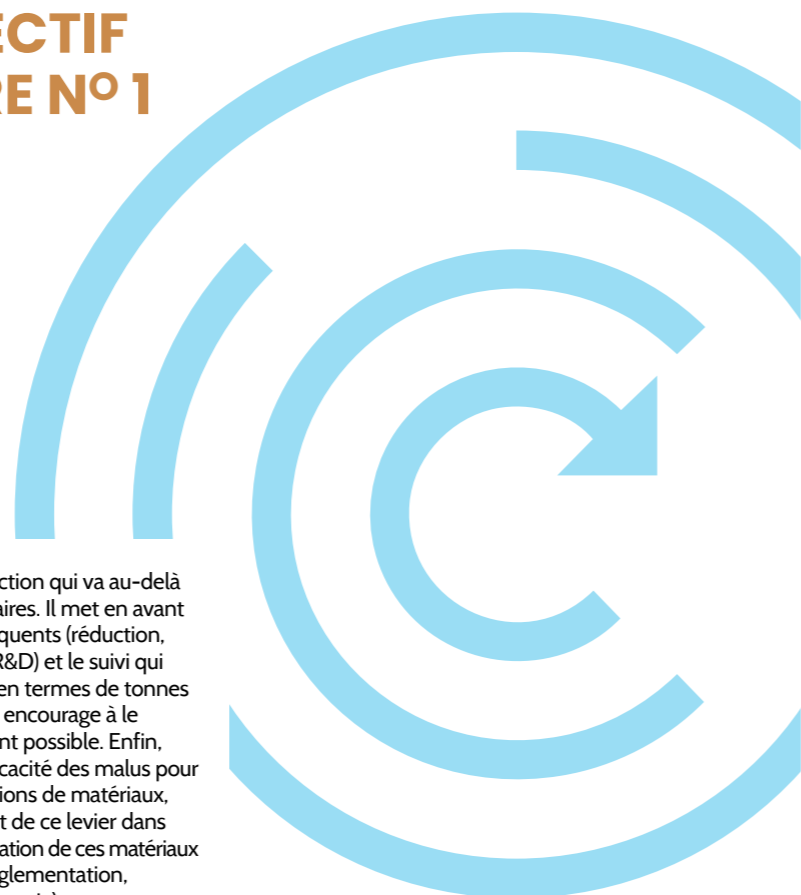 ECTIF
RE Nº 1
ction qui va au-delà
aires. Il met en avant
quents (réduction,
R&D) et le suivi qui
en termes de tonnes
encourage à le
nt possible. Enfin,
cacité des malus pour
ions de matériaux,
t de ce levier dans
ation de ces matériaux
glementation,